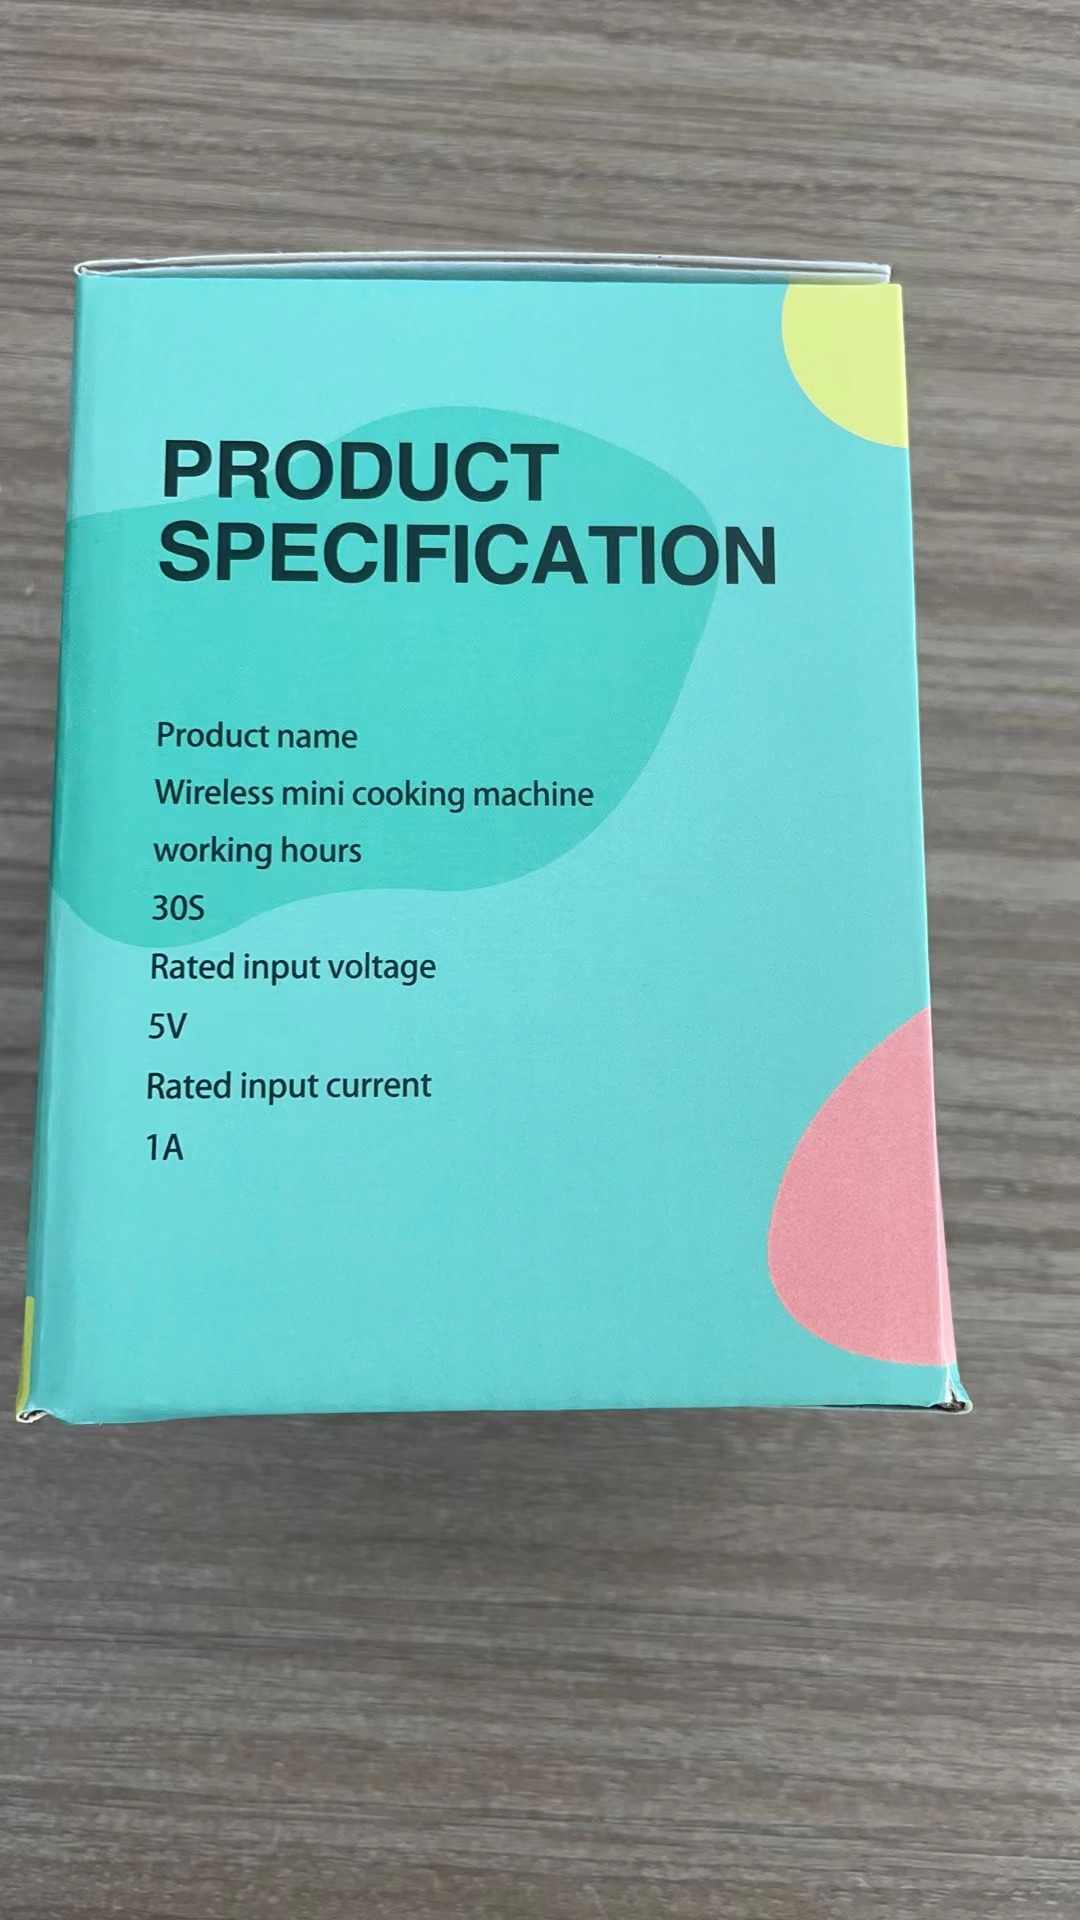 PRODUCT
SPECIFICATION
Product name
Wireless mini cooking machine
working hours
30S
Rated input voltage
5V
Rated input current
1A